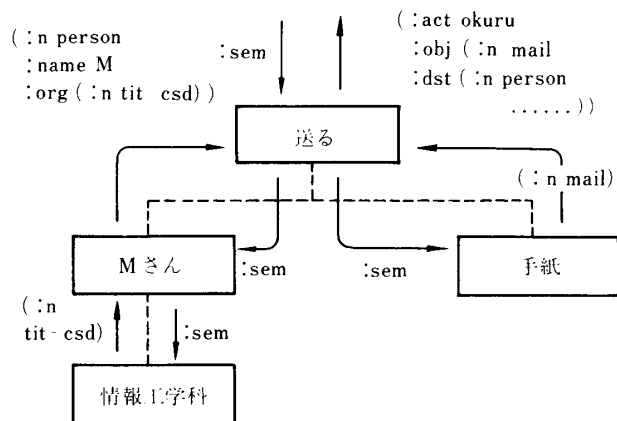 (:n person
:name M
:org (:n tit csd))
:sem
(:act okuru
:obj (:n mail
:dst (:n person
......))
送る
(:n mail)
Mさん
:sem
:sem
手紙
(:n
tit-csd)
:sem
情報工学科